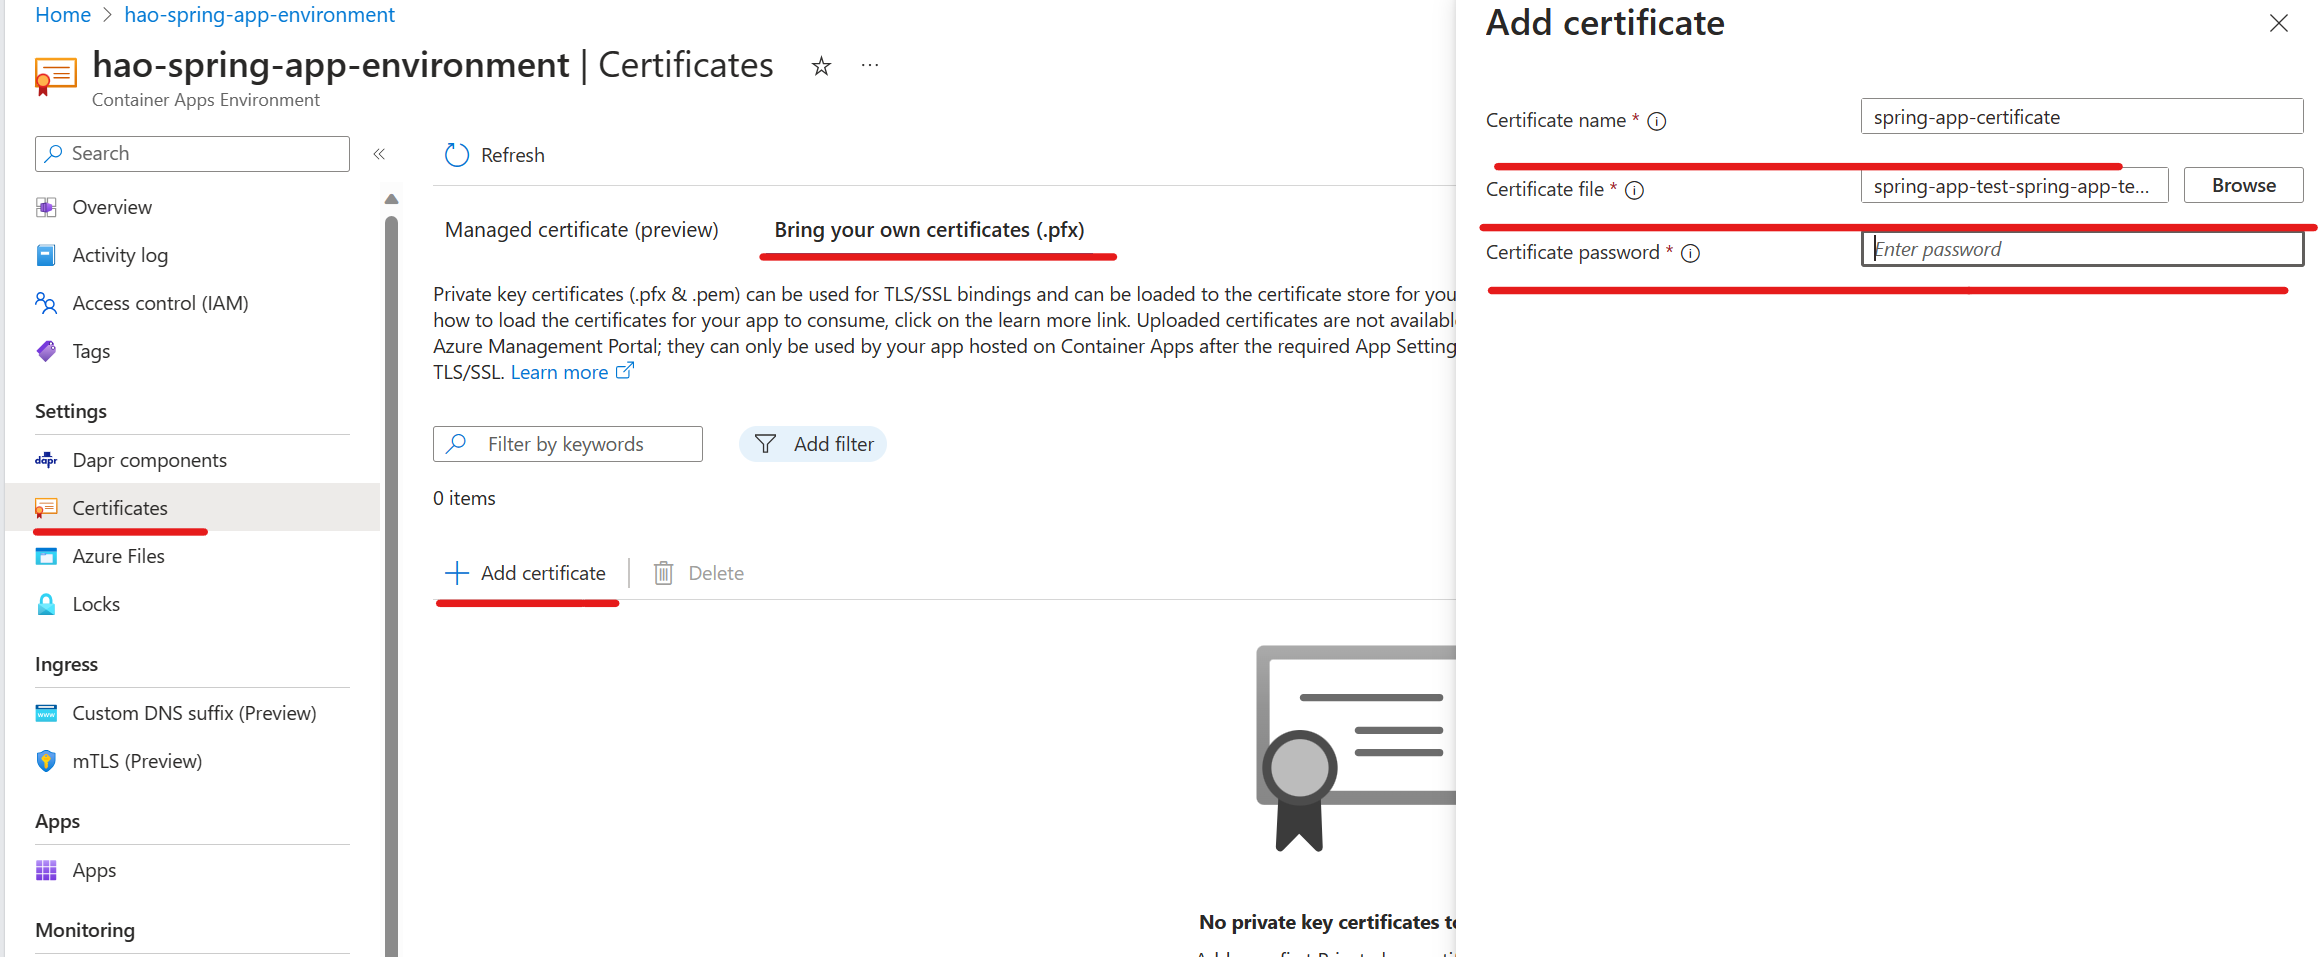 Home > hao-spring-app-environment
hao-spring-app-environment | Certificates
Container Apps Environment
Search
Overview
Activity log
Access control (IAM)
Tags
Settings
dapr Dapr components
Certificates
Azure Files
Locks
Ingress
www Custom DNS suffix (Preview)
mTLS (Preview)
Apps
Apps
Monitoring
Refresh
Managed certificate (preview)
Bring your own certificates (.pfx)
Private key certificates (.pfx & .pem) can be used for TLS/SSL bindings and can be loaded to the certificate store for you
how to load the certificates for your app to consume, click on the learn more link. Uploaded certificates are not
Azure Management Portal; they can only be used by your app hosted on Container Apps after the required App Setting
TLS/SSL. Learn more
Filter by keywords
Add filter
0 items
Add certificate
Delete
No private key certificates
Add certificate
Certificate name *
spring-app-certificate
Certificate file *
spring-app-test-spring-app-te...
Browse
Certificate password *
Enter password